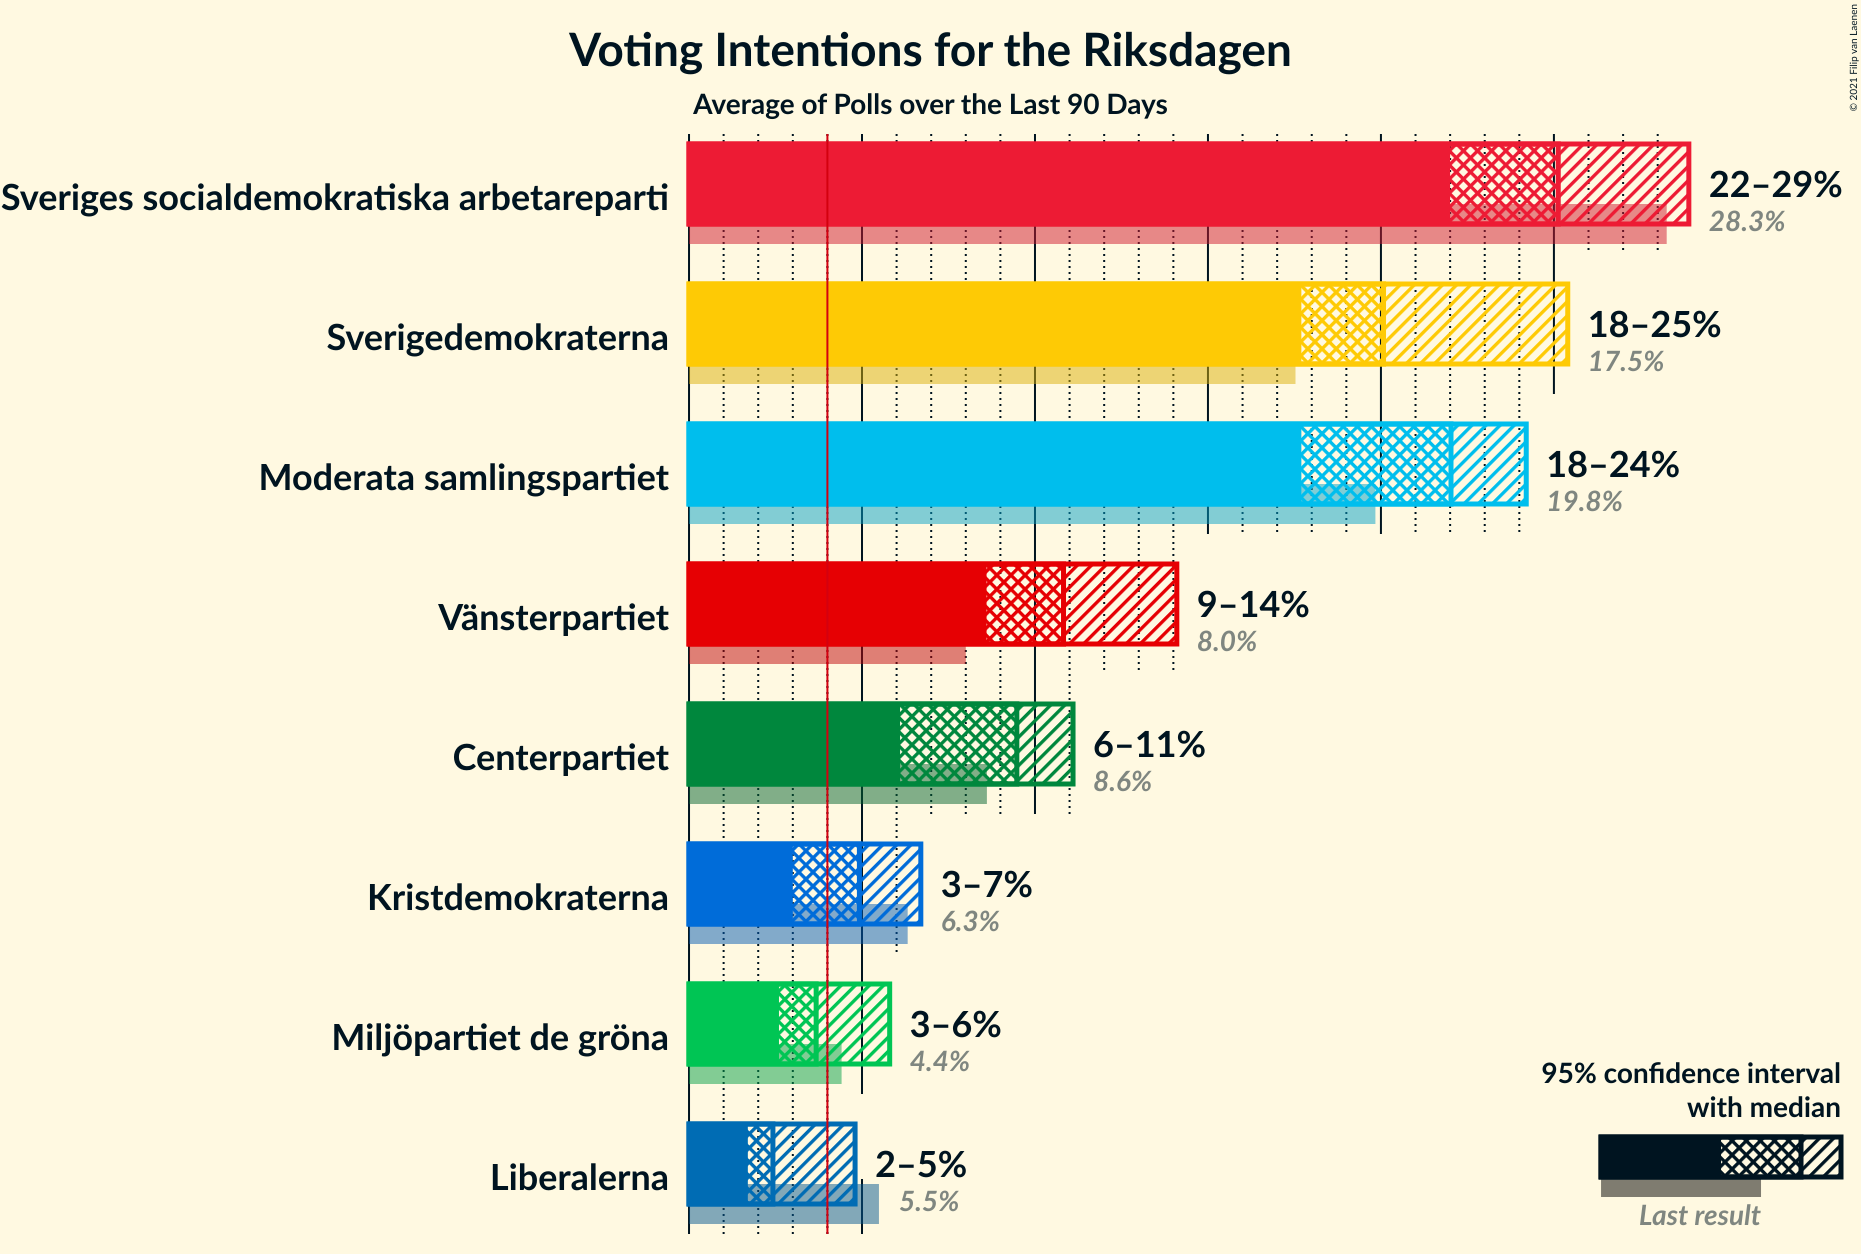 Voting Intentions for the Riksdagen
Average of Polls over the Last 90 Days
© 2021 Filip van Laenen
Sveriges socialdemokratiska arbetareparti
22–29%
28.3%
Sverigedemokraterna
18–25%
17.5%
Moderata samlingspartiet
18–24%
19.8%
Vänsterpartiet
9–14%
8.0%
Centerpartiet
6–11%
8.6%
Kristdemokraterna
3–7%
6.3%
Miljöpartiet de gröna
3–6%
4.4%
Liberalerna
2–5%
5.5%
95% confidence interval
with median
Last result